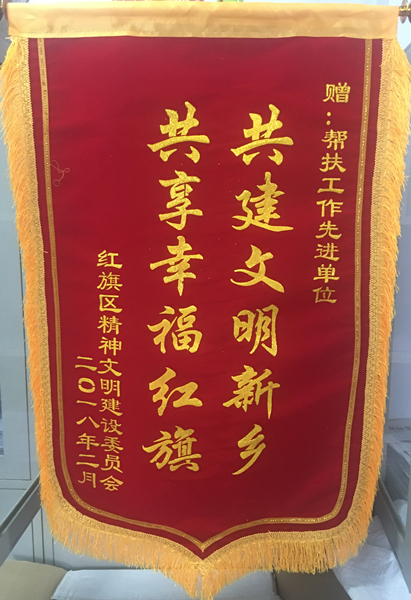 赠：帮扶工作先进单位
共建文明新乡
共享幸福红旗
红旗区精神文明建设委员会
二〇一八年二月